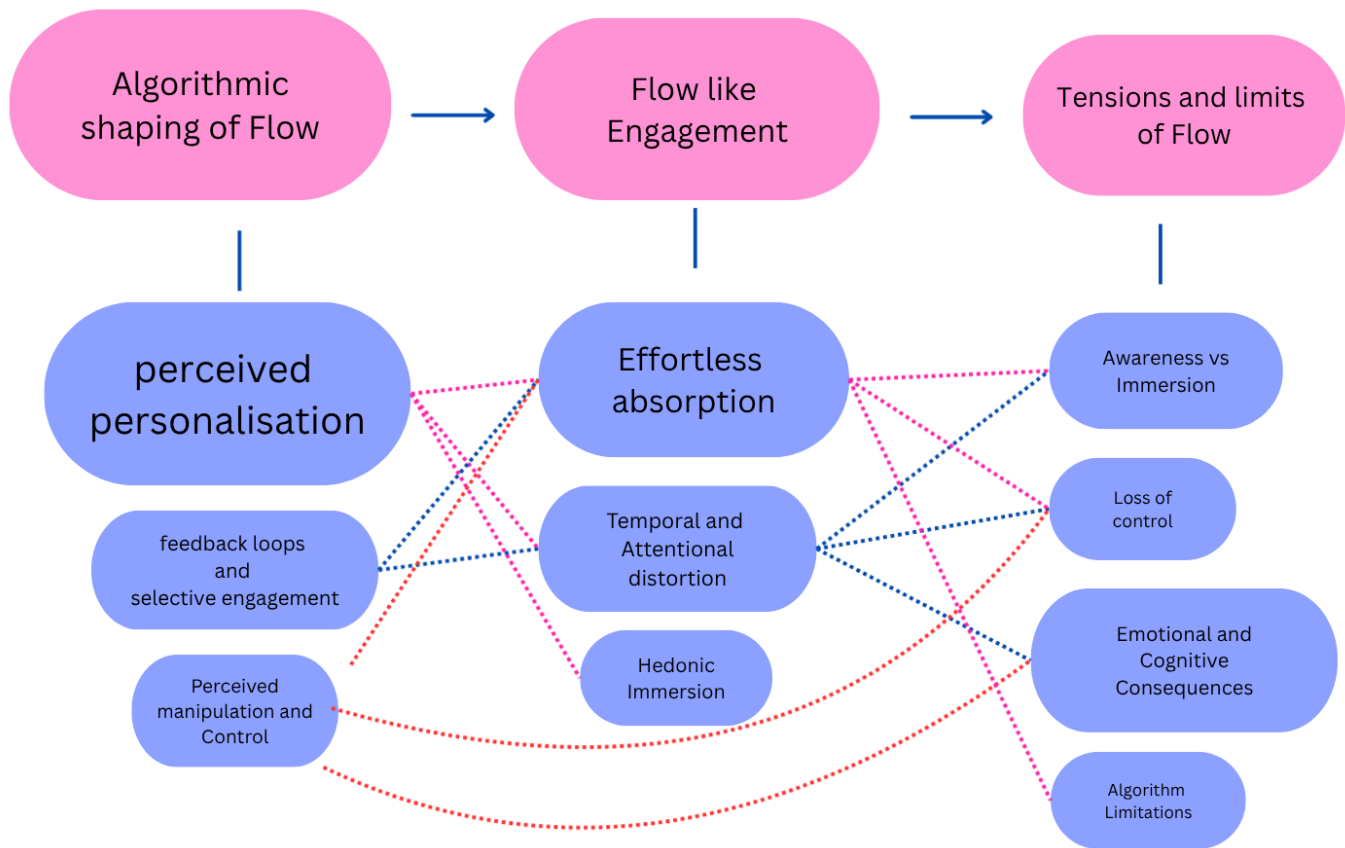 Algorithmic
shaping of Flow
Flow like
Engagement
Tensions and limits
of Flow
perceived
personalisation
feedback loops
and
selective engagement
Perceived
manipulation and
Control
Effortless
absorption
Temporal and
Attentional
distortion
Hedonic
Immersion
Awareness vs
Immersion
Loss of
control
Emotional and
Cognitive
Consequences
Algorithm
Limitations